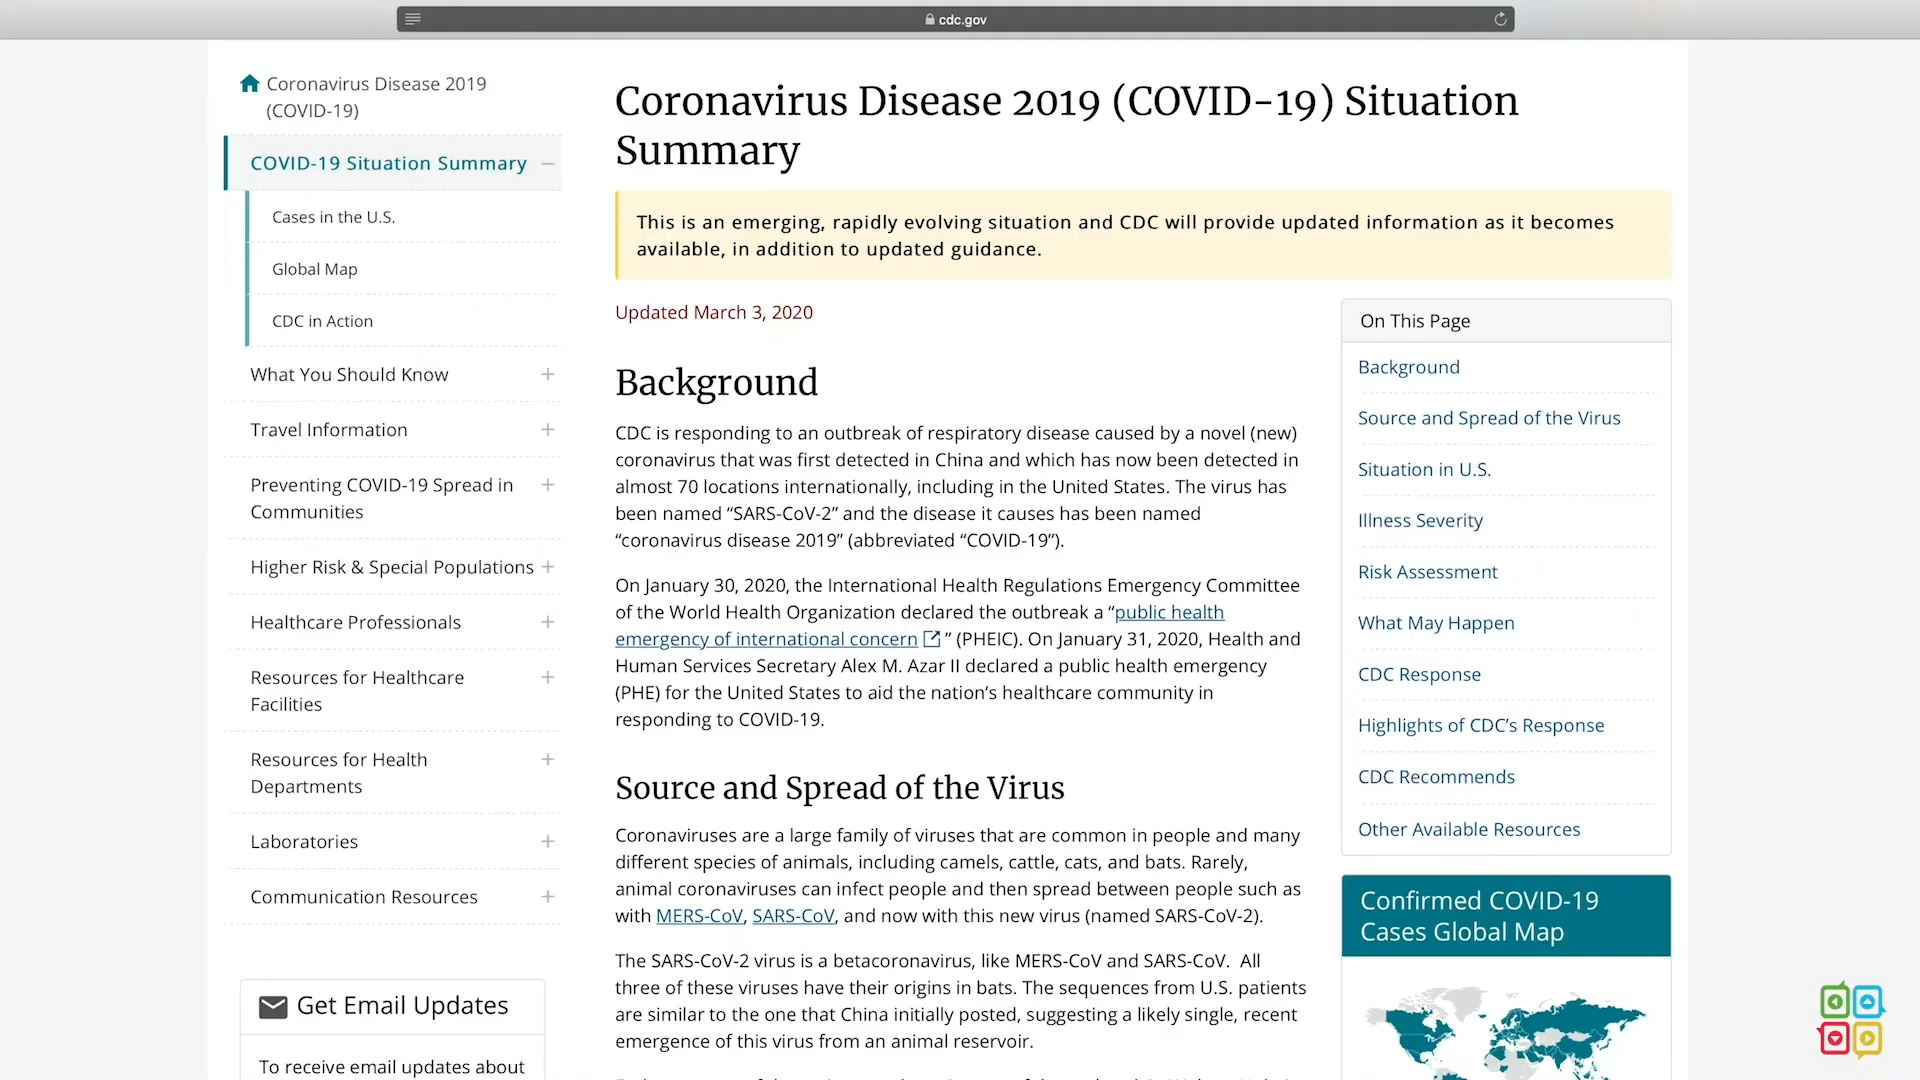 cdc.gov
Coronavirus Disease 2019
(COVID-19)
COVID-19 Situation Summary
Cases in the U.S.
Global Map
CDC in Action
What You Should Know
Travel Information
Preventing COVID-19 Spread in
Communities
Higher Risk & Special Populations
Healthcare Professionals
Resources for Healthcare
Facilities
Resources for Health
Departments
Laboratories
Communication Resources
Get Email Updates
To receive email updates about
Coronavirus Disease 2019 (COVID-19) Situation
Summary
This is an emerging, rapidly evolving situation and CDC will provide updated information as it becomes
available, in addition to updated guidance.
Updated March 3, 2020
Background
CDC is responding to an outbreak of respiratory disease caused by a novel (new)
coronavirus that was first detected in China and which has now been detected in
almost 70 locations internationally, including in the United States. The virus has
been named “SARS-CoV-2” and the disease it causes has been named
“coronavirus disease 2019” (abbreviated “COVID-19”).
On January 30, 2020, the International Health Regulations Emergency Committee
of the World Health Organization declared the outbreak a “public health
emergency of international concern ” (PHEIC). On January 31, 2020, Health and
Human Services Secretary Alex M. Azar II declared a public health emergency
(PHE) for the United States to aid the nation’s healthcare community in
responding to COVID-19.
Source and Spread of the Virus
Coronaviruses are a large family of viruses that are common in people and many
different species of animals, including camels, cattle, cats, and bats. Rarely,
animal coronaviruses can infect people and then spread between people such as
with MERS-CoV, SARS-CoV, and now with this new virus (named SARS-CoV-2).
The SARS-CoV-2 virus is a betacoronavirus, like MERS-CoV and SARS-CoV. All
three of these viruses have their origins in bats. The sequences from U.S. patients
are similar to the one that China initially posted, suggesting a likely single, recent
emergence of this virus from an animal reservoir.
On This Page
Background
Source and Spread of the Virus
Situation in U.S.
Illness Severity
Risk Assessment
What May Happen
CDC Response
Highlights of CDC’s Response
CDC Recommends
Other Available Resources
Confirmed COVID-19
Cases Global Map